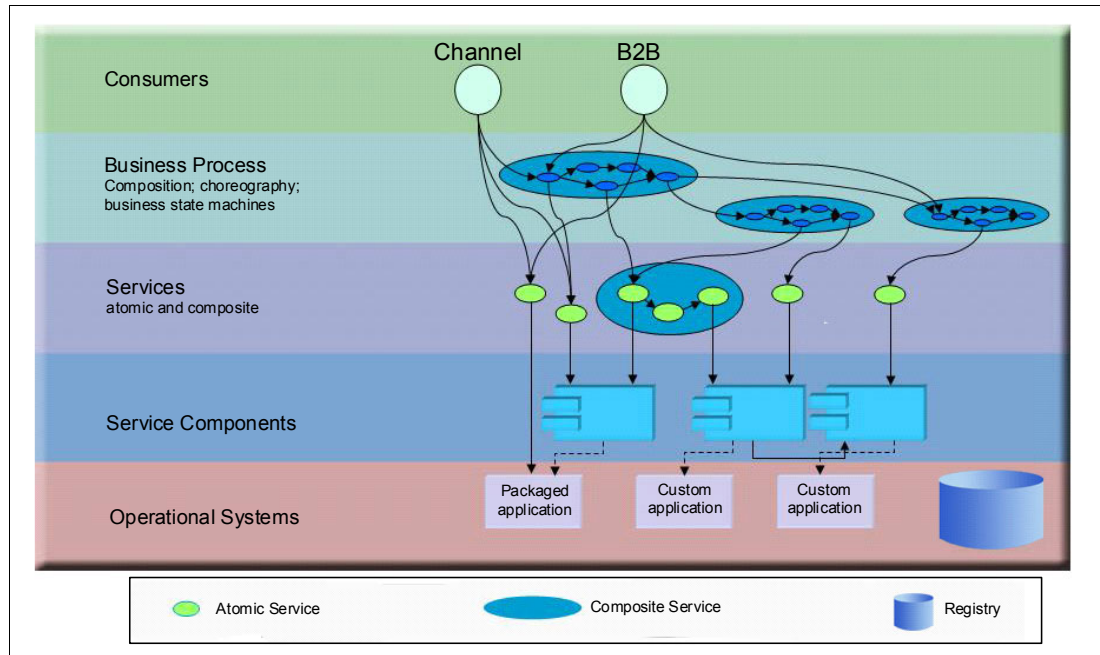 Channel
B2B
Consumers
Business Process
Composition; choreography;
business state machines
Services
atomic and composite
Service Components
Operational Systems
Packaged
application
Custom
application
Custom
application
Atomic Service
Composite Service
Registry